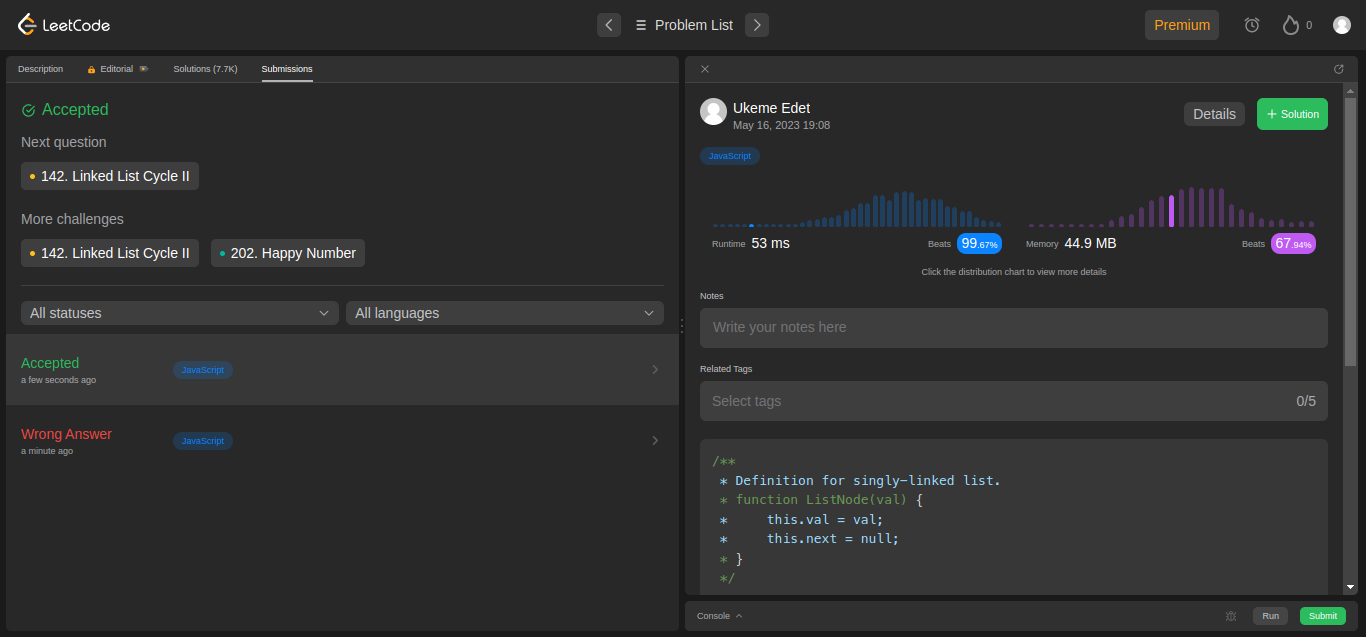 LeetCode
Problem List
Premium
0
Description
Editorial
Solutions (7.7K)
Submissions
Accepted
Next question
142. Linked List Cycle II
More challenges
142. Linked List Cycle II
202. Happy Number
All statuses
All languages
Accepted
a few seconds ago
JavaScript
Wrong Answer
a minute ago
JavaScript
Ukeme Edet
May 16, 2023 19:08
Details
+ Solution
JavaScript
Runtime 53 ms
Beats 99.67%
Memory 44.9 MB
Beats 67.94%
Click the distribution chart to view more details
Notes
Write your notes here
Related Tags
Select tags
0/5
/**
 * Definition for singly-linked list.
 * function ListNode(val) {
 *     this.val = val;
 *     this.next = null;
 * }
 */
Console
Run
Submit